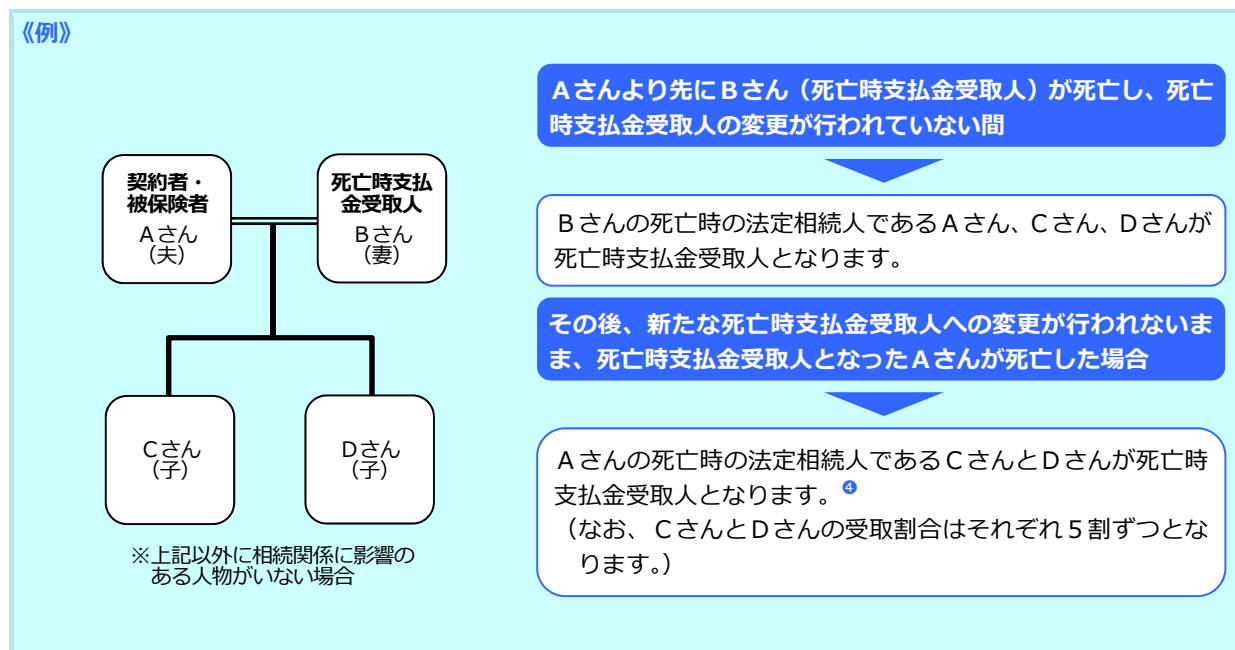 《例》
契約者・
被保険者
Aさん
(夫)
死亡時支払
金受取人
Bさん
(妻)
Cさん
(子)
Dさん
(子)
※上記以外に相続関係に影響の
ある人物がいない場合
AさんよりBさん(死亡時支払金受取人)が死亡し、死亡
時支払金受取人の変更が行われていない間
Bさんの死亡時の法定相続人であるAさん、Cさん、Dさんが
死亡時支払金受取人となります。
その後、新たな死亡時支払金受取人への変更が行われないま
ま、死亡時支払金受取人となったAさんが死亡した場合
Aさんの死亡時の法定相続人であるCさんとDさんが死亡時
支払金受取人となります。❹
(なお、CさんとDさんの受取割合はそれぞれ5割ずつとな
ります。)